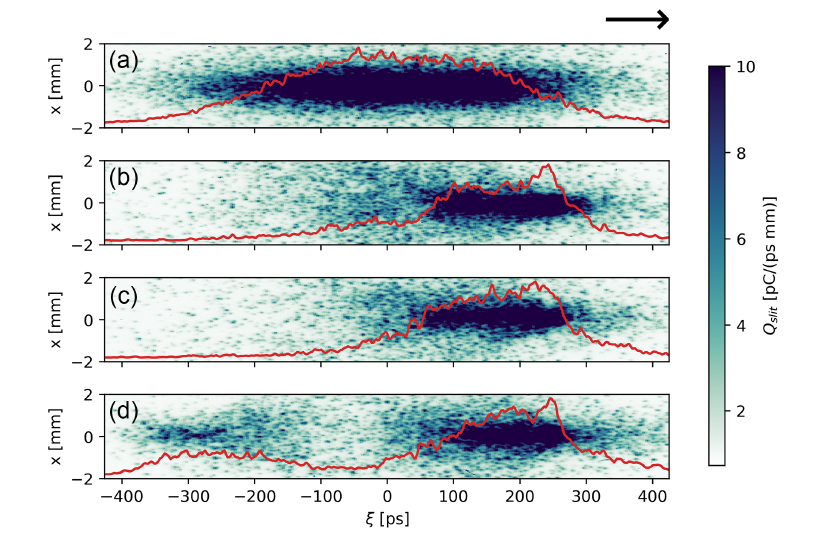 (a)
x [mm]
2
0
−2
(b)
x [mm]
2
0
−2
(c)
x [mm]
2
0
−2
(d)
x [mm]
2
0
−2
−400 −300 −200 −100 0 100 200 300 400
ξ [ps]
10
8
6
4
2
Q_slit [pC/(ps mm)]